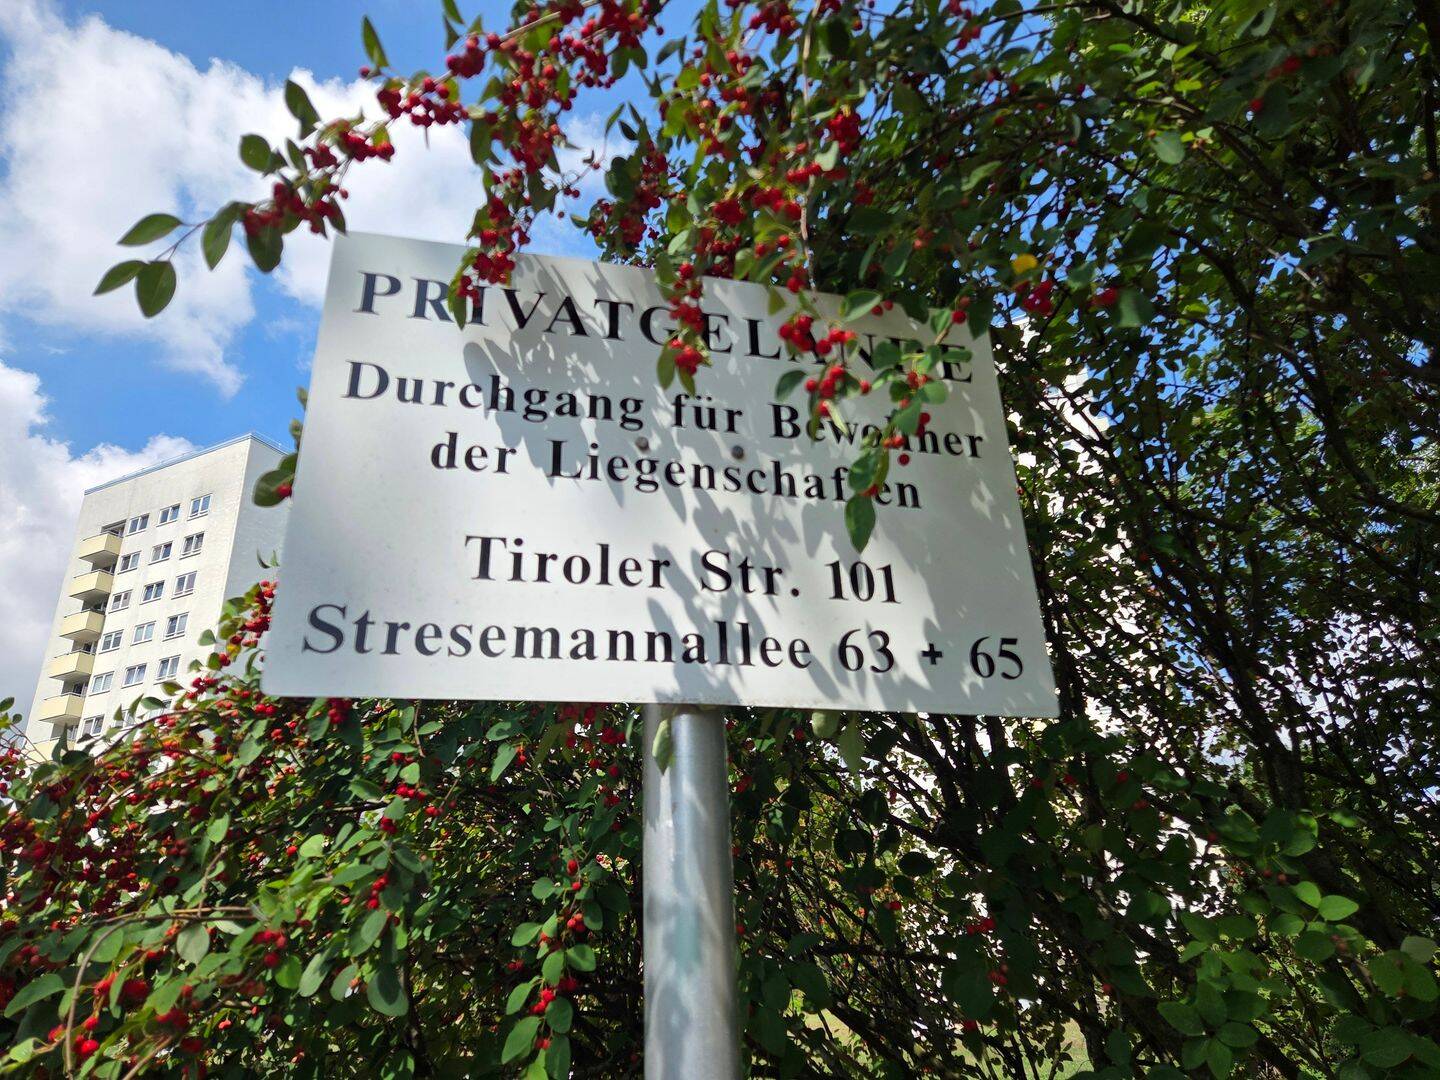 PRIVATGELÄNDE
Durchgang für Bewohner
der Liegenschaften
Tiroler Str. 101
Stresemannallee 63 + 65